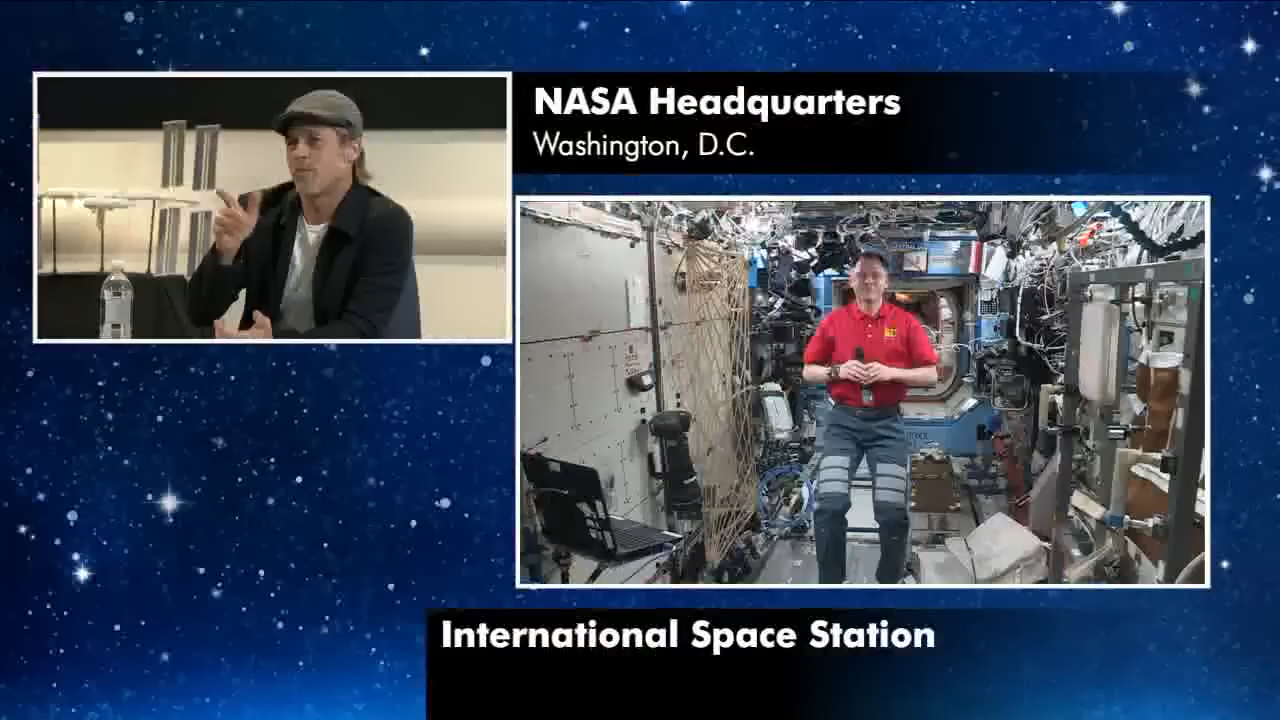 NASA Headquarters
Washington, D.C.
International Space Station